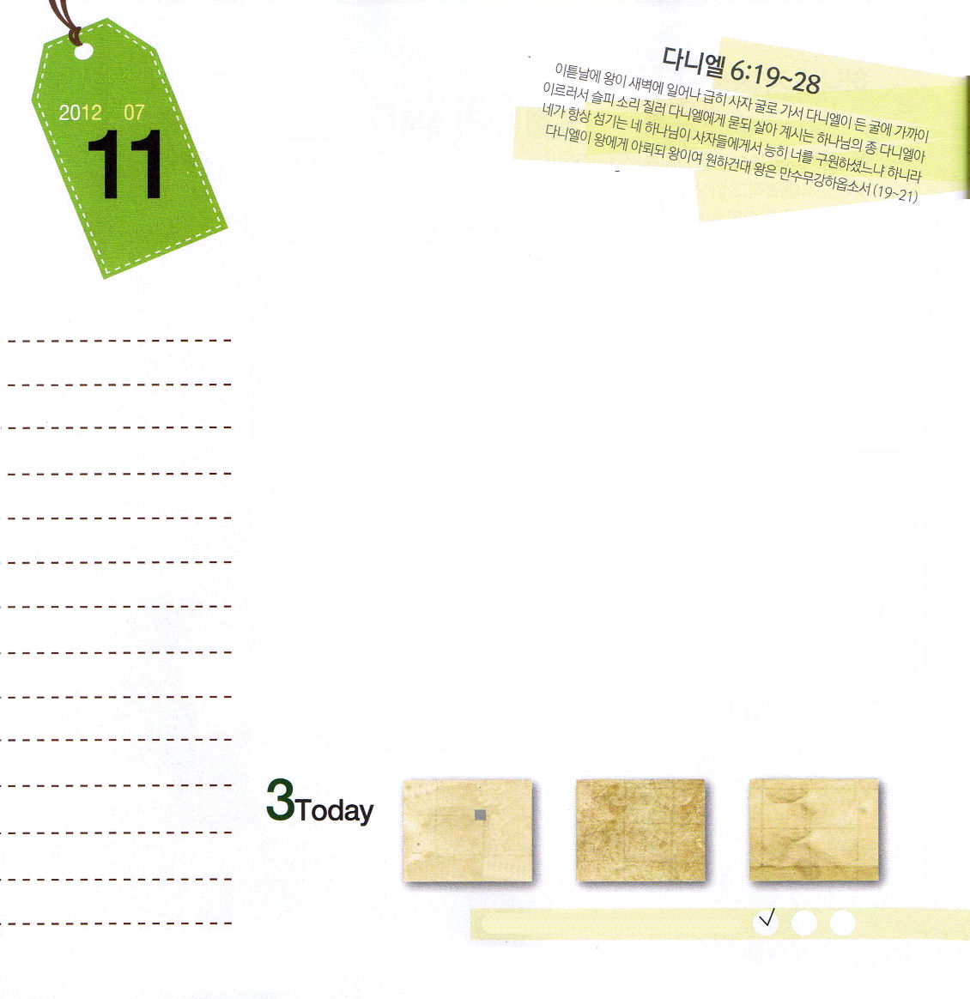 2012 07
11
다니엘 6:19~28
이튿날에 왕이 새벽에 일어나 급히 사자 굴로 가서 다니엘이 든 굴에 가까이
이르러서 슬피 소리 질러 다니엘에게 묻되 살아 계시는 하나님의 종 다니엘아
네가 항상 섬기는 네 하나님이 사자들에게서 능히 너를 구원하셨느냐 하니라
다니엘이 왕에게 아뢰되 왕이여 원하건대 왕은 만수무강하옵소서 (19~21)
3Today